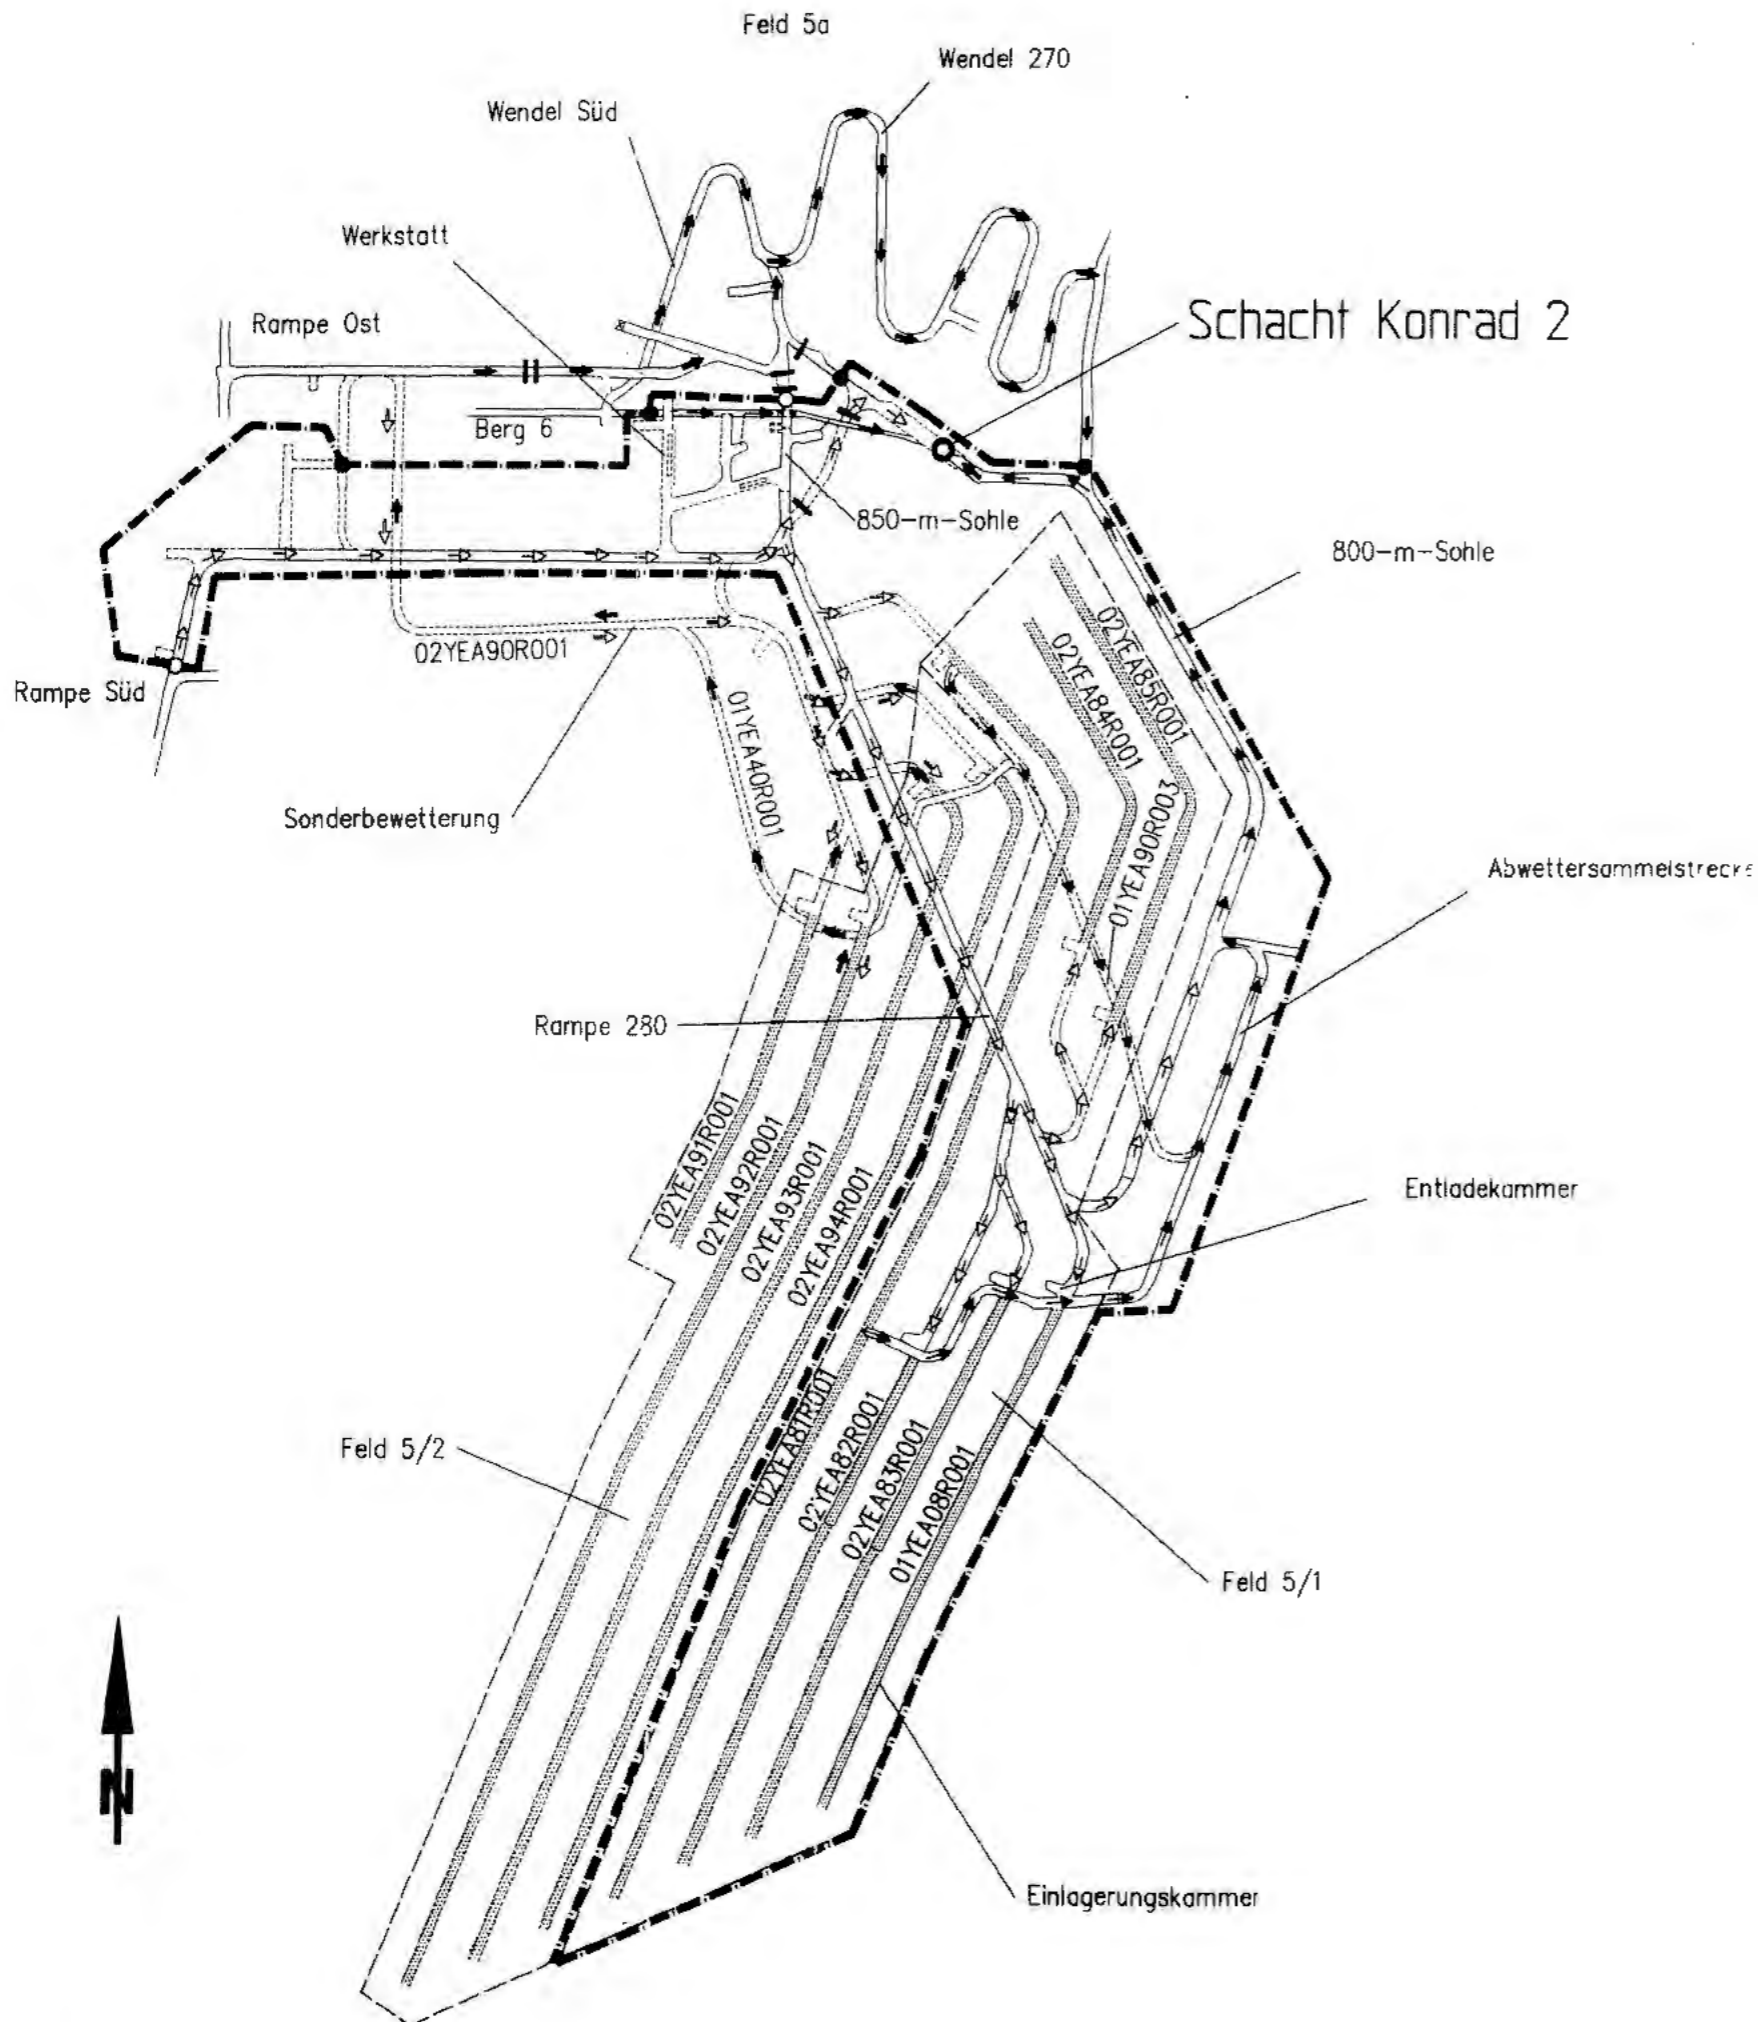 Feld 5a
Wendel 270
Wendel Süd
Werkstatt
Rampe Ost
Schacht Konrad 2
Berg 6
850-m-Sohle
800-m-Sohle
02YEA90R001
Rampe Süd
01YEA40R001
02YEA85R001
02YEA84R001
01YEA90R003
Sonderbewetterung
Abwettersammelstrecke
Rampe 280
02YEA91R001
02YEA92R001
02YEA93R001
02YEA94R001
Entladekammer
02YEA81R001
02YEA82R001
02YEA83R001
01YEA08R001
Feld 5/2
Feld 5/1
N
Einlagerungskammer